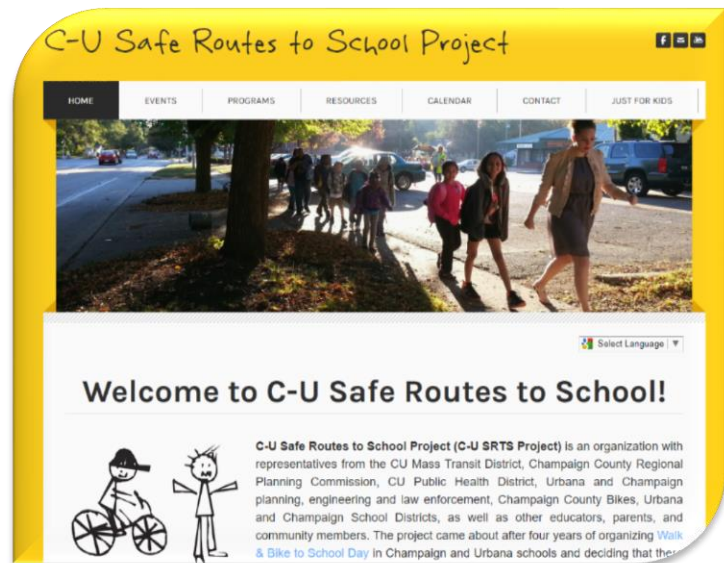 C-U Safe Routes to School Project
HOME EVENTS PROGRAMS RESOURCES CALENDAR CONTACT JUST FOR KIDS
Select Language
Welcome to C-U Safe Routes to School!
C-U Safe Routes to School Project (C-U SRTS Project) is an organization with
representatives from the CU Mass Transit District, Champaign County Regional
Planning Commission, CU Public Health District, Urbana and Champaign
planning, engineering and law enforcement, Champaign County Bikes, Urbana
and Champaign School Districts, as well as other educators, parents, and
community members. The project came about after four years of organizing Walk
& Bike to School Day in Champaign and Urbana schools and deciding that